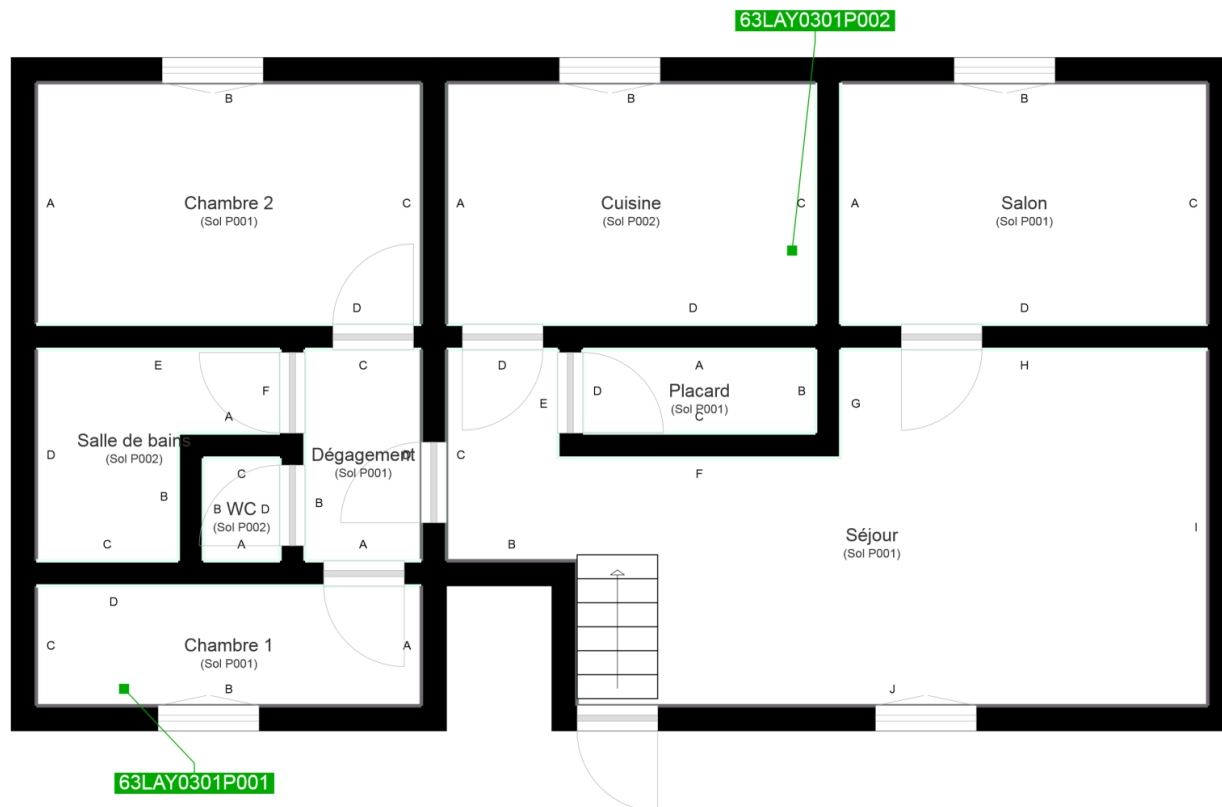 63LAY0301P002
B
B
B
A
Chambre 2
(Sol P001)
C
A
Cuisine
(Sol P002)
C
A
Salon
(Sol P001)
C
D
D
D
E
F
A
Salle de bains
(Sol P002)
D
B
C
C
Dégagement
(Sol P001)
D
B
A
C
B
WC
D
(Sol P002)
A
D
E
C
B
A
D
Placard
(Sol P001)
B
C
G
H
F
Séjour
(Sol P001)
I
J
D
C
Chambre 1
(Sol P001)
A
B
63LAY0301P001